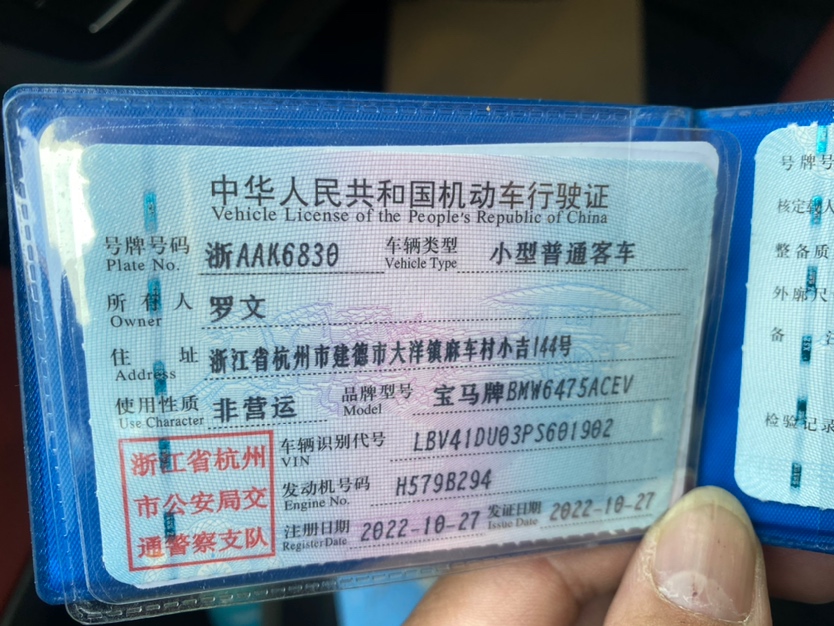 中华人民共和国机动车行驶证
Vehicle License of the People's Republic of China
号牌号码 浙AAK6830 车辆类型 小型普通客车
Plate No. Vehicle Type
所有人 罗文
Owner
住址 浙江省杭州市建德市大洋镇麻车村小吉144号
Address
使用性质 非营运 品牌型号 宝马牌BMW6475ACEV
Use Character Model
浙江省杭州
市公安局交
通警察支队
车辆识别代号 LBV41DU03PS601902
VIN
发动机号码 H579B294
Engine No.
注册日期 2022-10-27 发证日期 2022-10-27
Register Date Issue Date
号牌号
核定载人
整备质
外廓尺
备注
检验记录